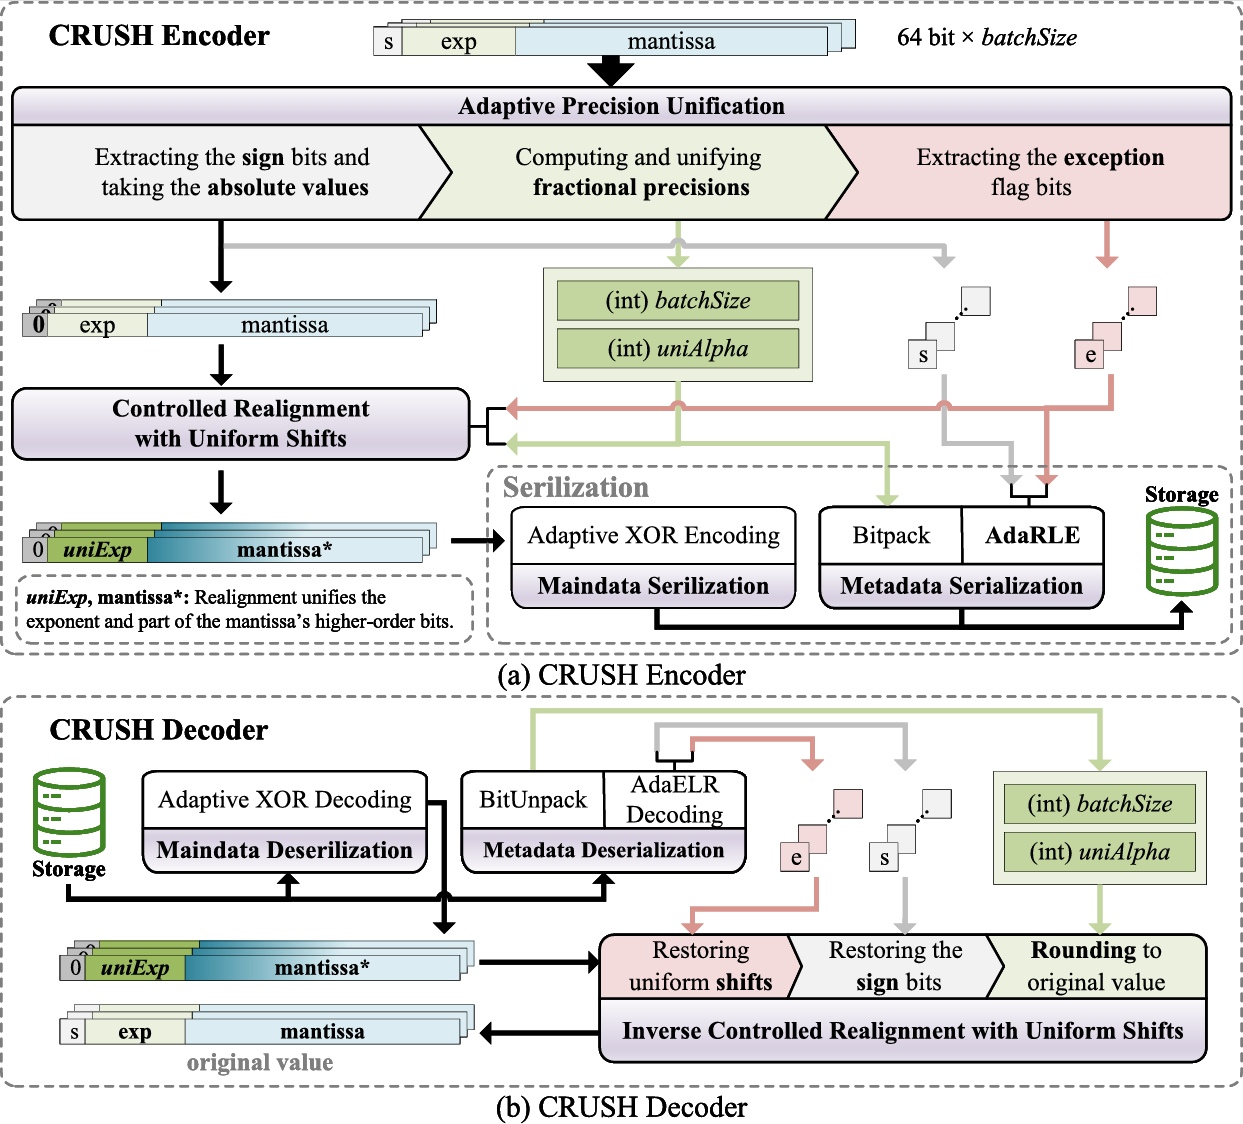 CRUSH Encoder
s exp mantissa
64 bit × batchSize
Adaptive Precision Unification
Extracting the sign bits and
taking the absolute values
Computing and unifying
fractional precisions
Extracting the exception
flag bits
(int) batchSize
(int) uniAlpha
s
e
0 exp mantissa
Controlled Realignment
with Uniform Shifts
Serilization
Storage
0 uniExp mantissa*
Adaptive XOR Encoding
Maindata Serilization
Bitpack
AdaRLE
Metadata Serialization
uniExp, mantissa*: Realignment unifies the
exponent and part of the mantissa's higher-order bits.
(a) CRUSH Encoder
CRUSH Decoder
Storage
Adaptive XOR Decoding
Maindata Deserilization
BitUnpack
AdaELR
Decoding
Metadata Deserialization
e
s
(int) batchSize
(int) uniAlpha
0 uniExp mantissa*
Restoring
uniform shifts
Restoring the
sign bits
Rounding to
original value
Inverse Controlled Realignment with Uniform Shifts
s exp mantissa
original value
(b) CRUSH Decoder